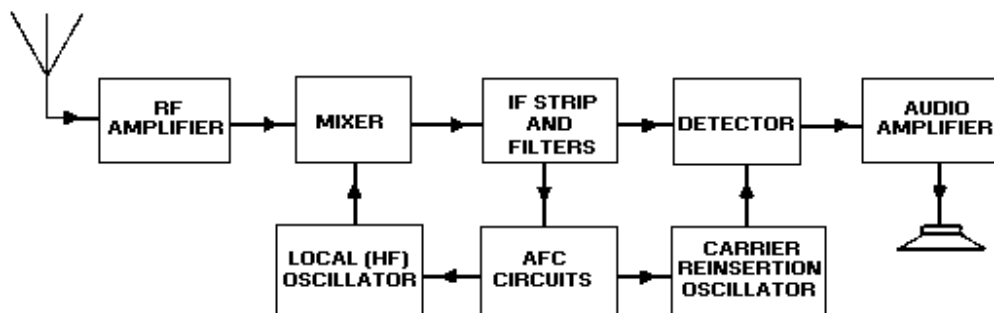 RF
AMPLIFIER
MIXER
IF STRIP
AND
FILTERS
DETECTOR
AUDIO
AMPLIFIER
LOCAL (HF)
OSCILLATOR
AFC
CIRCUITS
CARRIER
REINSERTION
OSCILLATOR